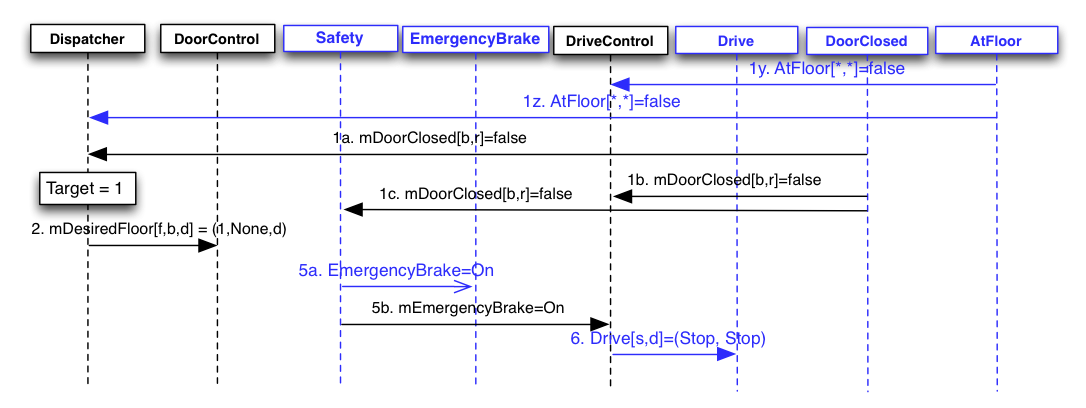 Dispatcher
DoorControl
Safety
EmergencyBrake
DriveControl
Drive
DoorClosed
AtFloor
1y. AtFloor[*,*]=false
1z. AtFloor[*,*]=false
1a. mDoorClosed[b,r]=false
Target = 1
1b. mDoorClosed[b,r]=false
1c. mDoorClosed[b,r]=false
2. mDesiredFloor[f,b,d] = (1,None,d)
5a. EmergencyBrake=On
5b. mEmergencyBrake=On
6. Drive[s,d]=(Stop, Stop)